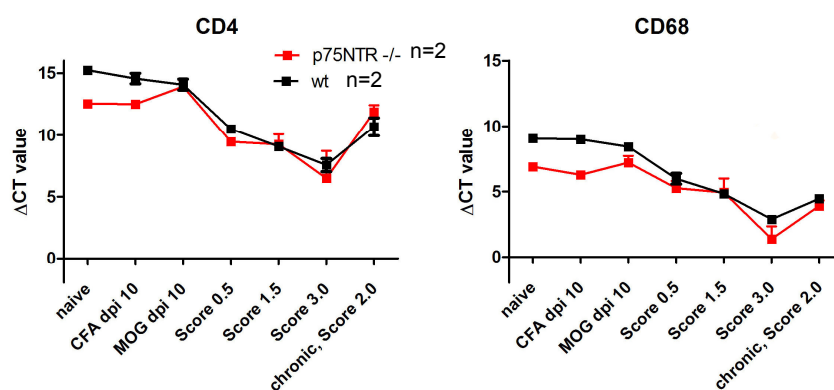 CD4
p75NTR -/- n=2
wt n=2
ΔCT value
15
10
5
0
naive
CFA dpi 10
MOG dpi 10
Score 0.5
Score 1.5
Score 3.0
chronic, Score 2.0
CD68
ΔCT value
15
10
5
0
naive
CFA dpi 10
MOG dpi 10
Score 0.5
Score 1.5
Score 3.0
chronic, Score 2.0